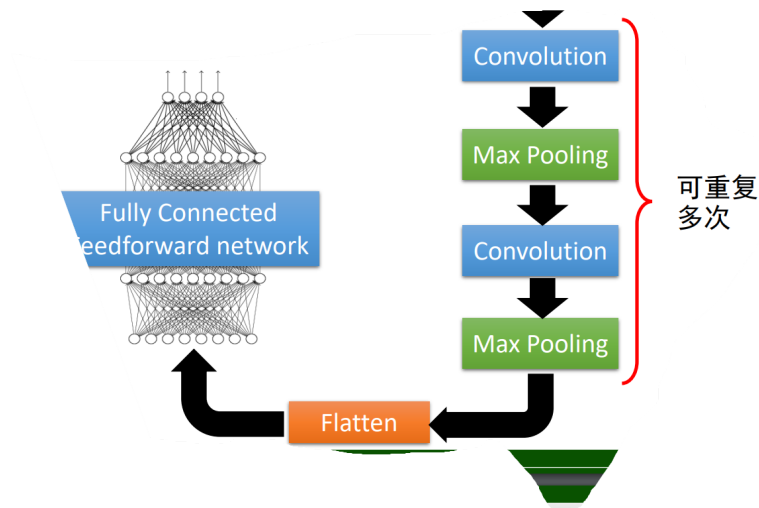 Convolution
Max Pooling
Convolution
Max Pooling
可重复
多次
Flatten
Fully Connected
eedforward network